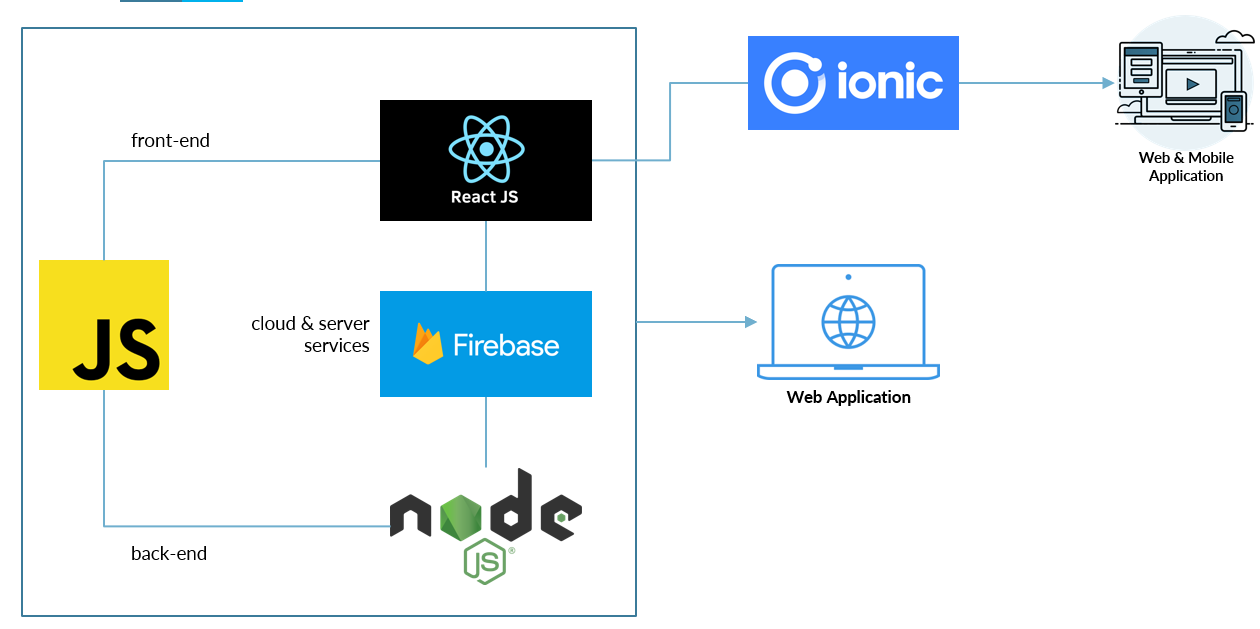 front-end
React JS
ionic
Web & Mobile
Application
JS
cloud & server
services
Firebase
Web Application
node
JS®
back-end